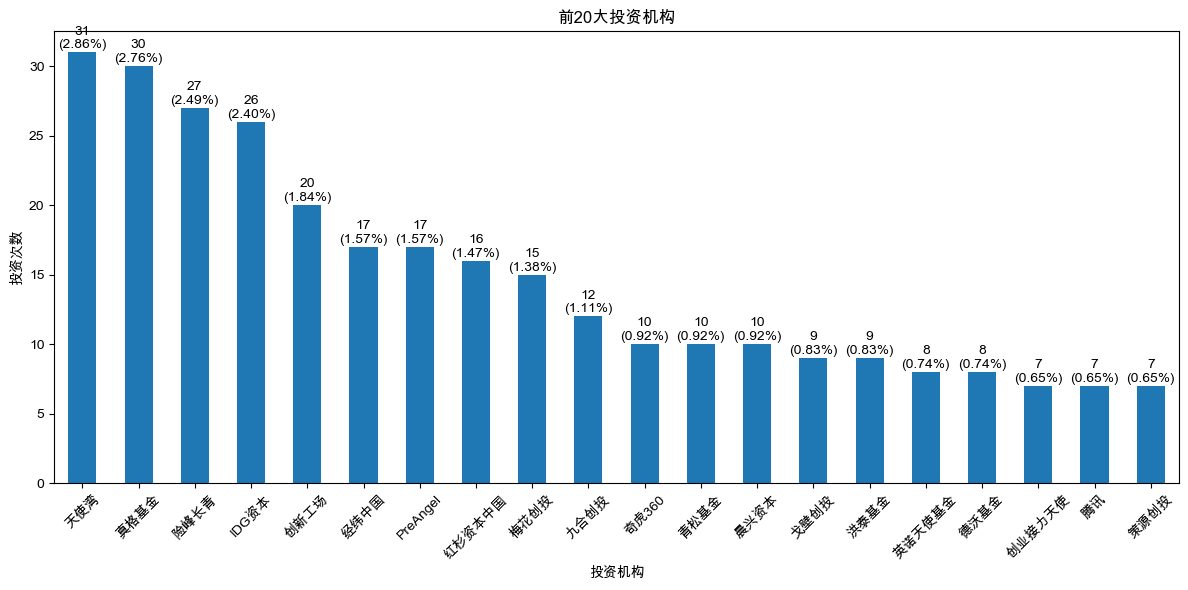 前20大投资机构
31
(2.86%)
30
(2.76%)
27
(2.49%)
26
(2.40%)
20
(1.84%)
17
(1.57%)
17
(1.57%)
16
(1.47%)
15
(1.38%)
12
(1.11%)
10
(0.92%)
10
(0.92%)
10
(0.92%)
9
(0.83%)
9
(0.83%)
8
(0.74%)
8
(0.74%)
7
(0.65%)
7
(0.65%)
7
(0.65%)
投资次数
30
25
20
15
10
5
0
天使湾
真格基金
险峰长青
IDG资本
创新工场
经纬中国
PreAngel
红杉资本中国
梅花创投
九合创投
奇虎360
青松基金
晨兴资本
戈壁创投
洪泰基金
英诺天使基金
德沃基金
创业接力天使
腾讯
策源创投
投资机构